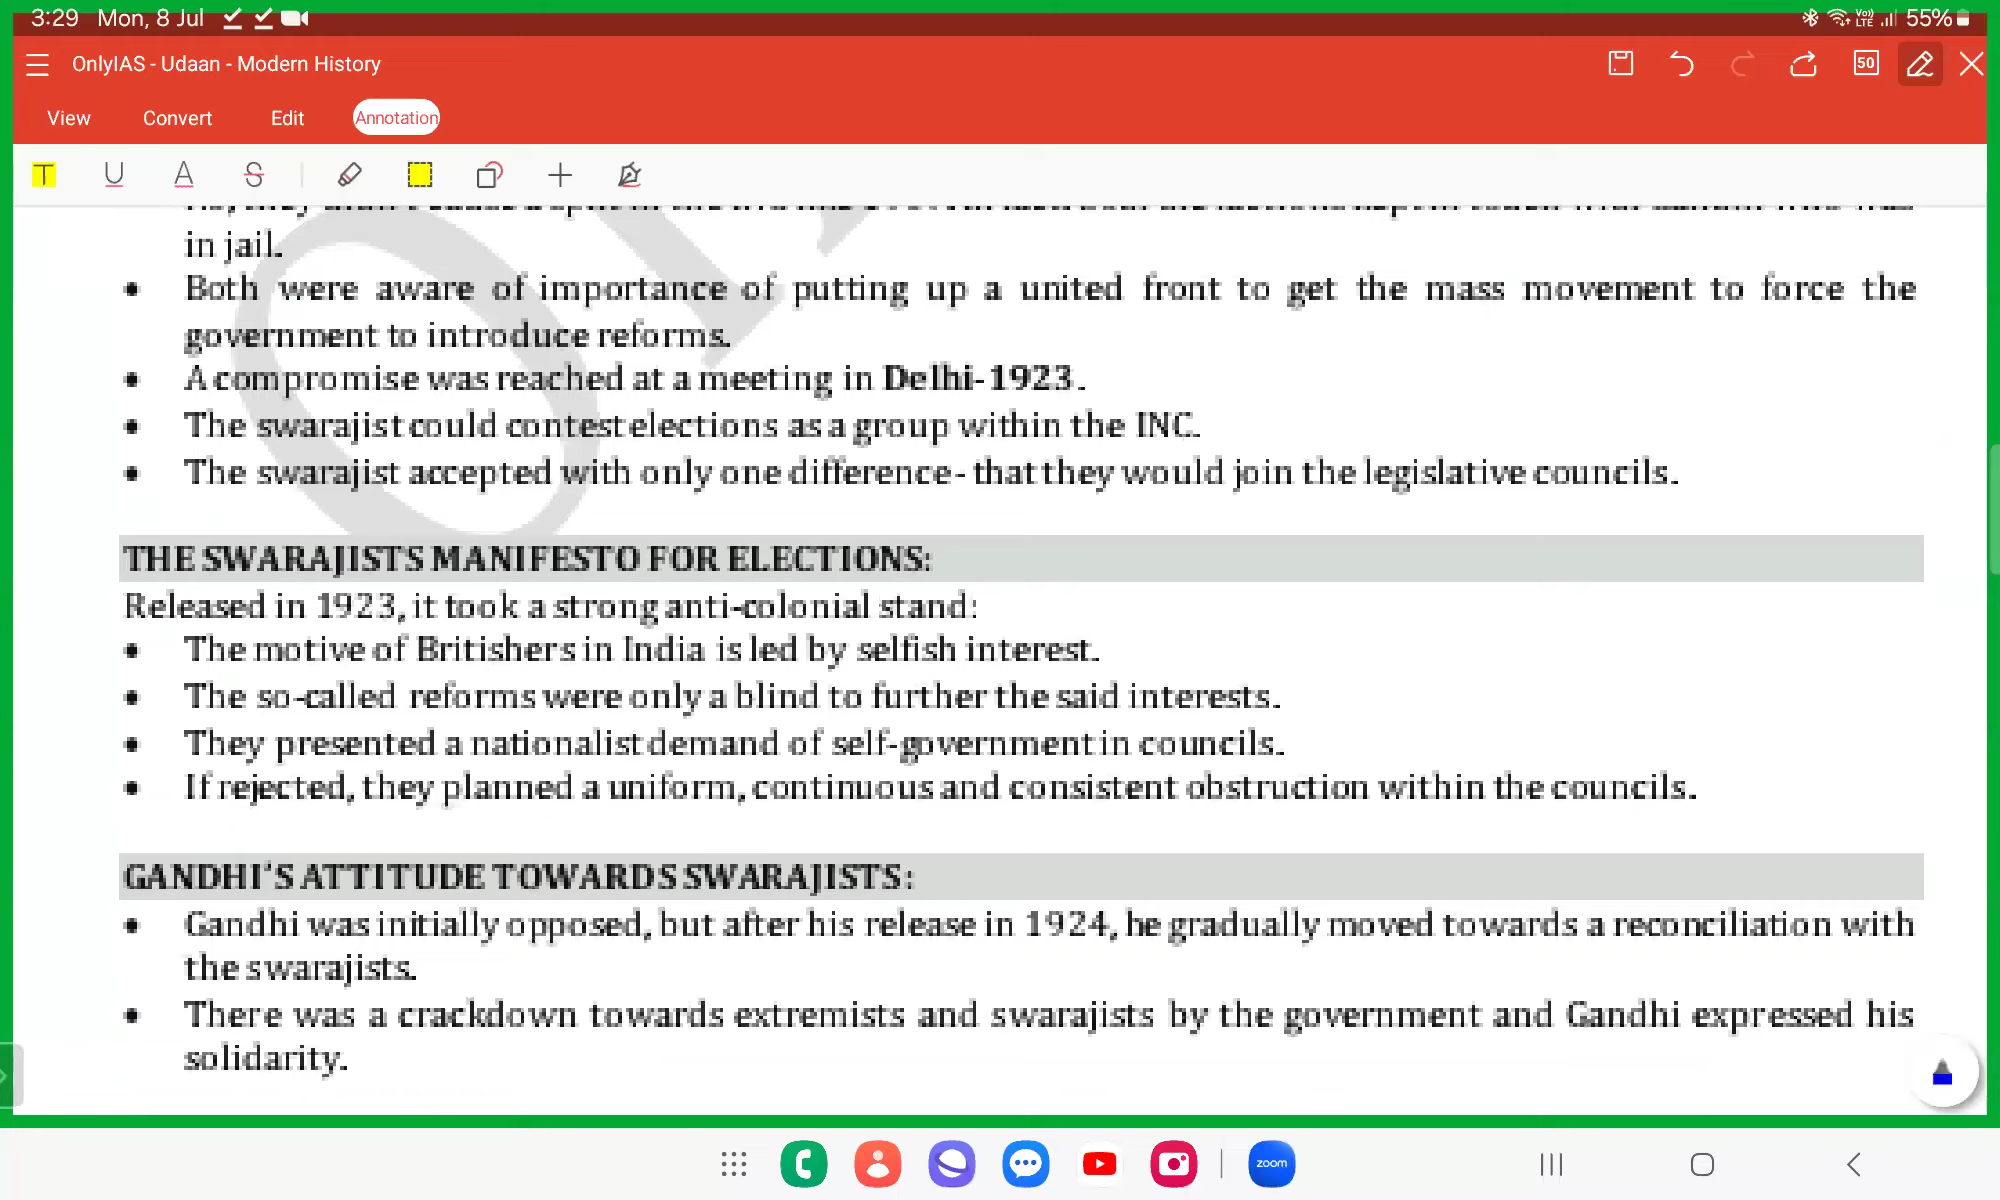 3:29 Mon, 8 Jul
Vo)) LTE 55%
OnlyIAS - Udaan - Modern History
50
View Convert Edit Annotation
T U A S
in jail.
• Both were aware of importance of putting up a united front to get the mass movement to force the
government to introduce reforms.
• A compromise was reached at a meeting in Delhi-1923.
• The swarajist could contest elections as a group within the INC.
• The swarajist accepted with only one difference- that they would join the legislative councils.
THE SWARAJISTS MANIFESTO FOR ELECTIONS:
Released in 1923, it took a strong anti-colonial stand:
• The motive of Britishers in India is led by selfish interest.
• The so-called reforms were only a blind to further the said interests.
• They presented a nationalist demand of self-government in councils.
• If rejected, they planned a uniform, continuous and consistent obstruction within the councils.
GANDHI'S ATTITUDE TOWARDS SWARAJISTS:
• Gandhi was initially opposed, but after his release in 1924, he gradually moved towards a reconciliation with
the swarajists.
• There was a crackdown towards extremists and swarajists by the government and Gandhi expressed his
solidarity.
zoom